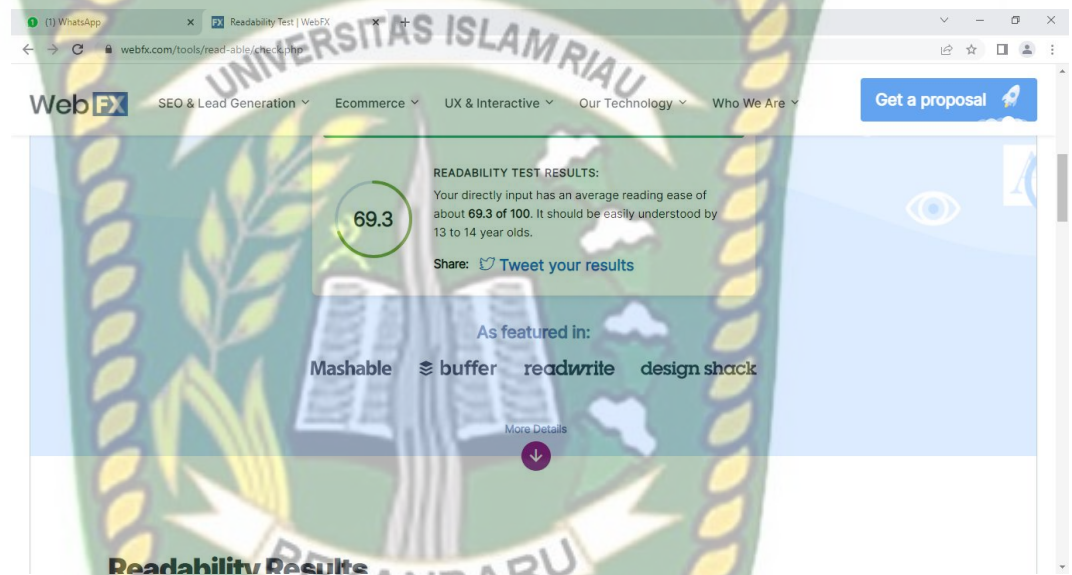 (1) WhatsApp
Readability Test | WebFX
webfx.com/tools/read-able/check.php
UNIVERSITAS ISLAM RIAU
WebFX
SEO & Lead Generation
Ecommerce
UX & Interactive
Our Technology
Who We Are
Get a proposal
READABILITY TEST RESULTS:
69.3
Your directly input has an average reading ease of
about 69.3 of 100. It should be easily understood by
13 to 14 year olds.
Share: Tweet your results
As featured in:
Mashable buffer readwrite design shack
More Details
Readability Results
PEKANBARU